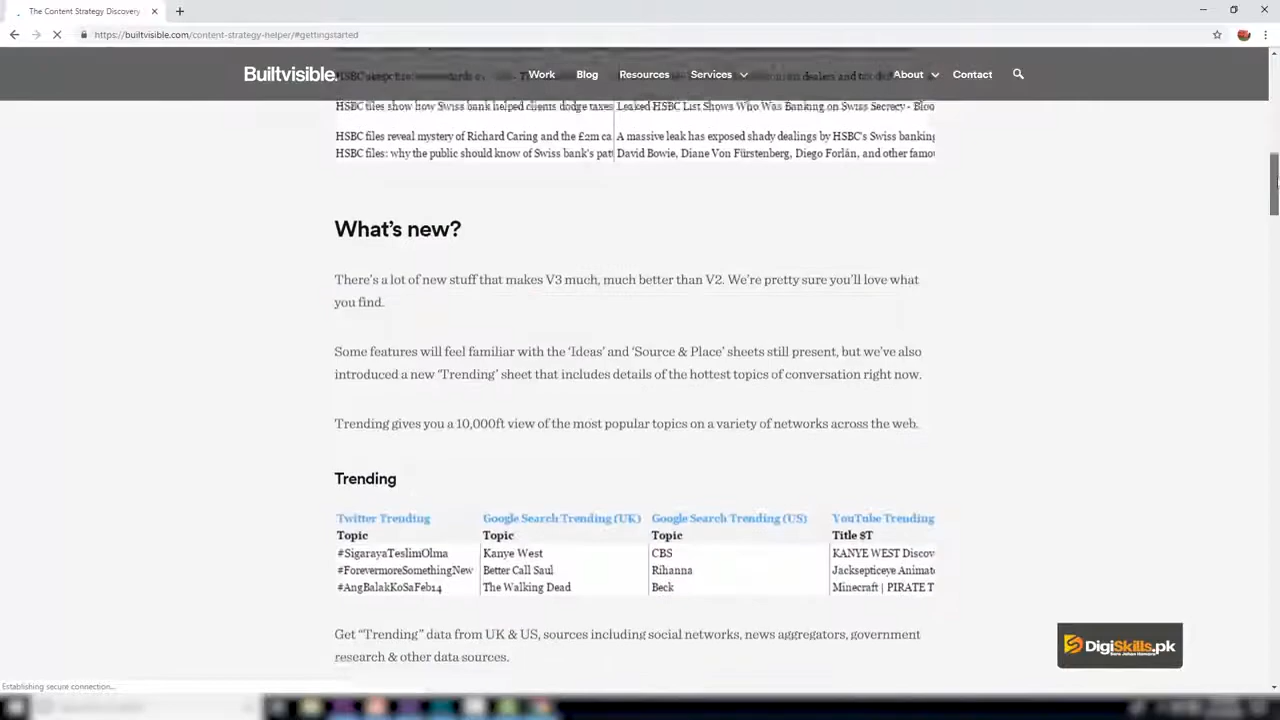 The Content Strategy Discovery
https://builtvisible.com/content-strategy-helper/#gettingstarted
Builtvisible. Work Blog Resources Services About Contact
HSBC files show how Swiss bank helped clients dodge taxes Leaked HSBC List Shows Who Was Banking on Swiss Secrecy - Bloo
HSBC files reveal mystery of Richard Caring and the £2m ca A massive leak has exposed shady dealings by HSBC's Swiss banking
HSBC files: why the public should know of Swiss bank's pat David Bowie, Diane Von Fürstenberg, Diego Forlán, and other famou
What's new?
There's a lot of new stuff that makes V3 much, much better than V2. We're pretty sure you'll love what
you find.
Some features will feel familiar with the 'Ideas' and 'Source & Place' sheets still present, but we've also
introduced a new 'Trending' sheet that includes details of the hottest topics of conversation right now.
Trending gives you a 10,000ft view of the most popular topics on a variety of networks across the web.
Trending
Twitter Trending Google Search Trending (UK) Google Search Trending (US) YouTube Trending
Topic Topic Topic Title $T
#SigarayaTeslimOlma Kanye West CBS KANYE WEST Discov
#ForevermoreSomethingNew Better Call Saul Rihanna Jacksepticeye Animate
#AngBalakKoSaFeb14 The Walking Dead Beck Minecraft | PIRATE T
Get "Trending" data from UK & US, sources including social networks, news aggregators, government
research & other data sources.
DigiSkills.pk
Establishing secure connection...